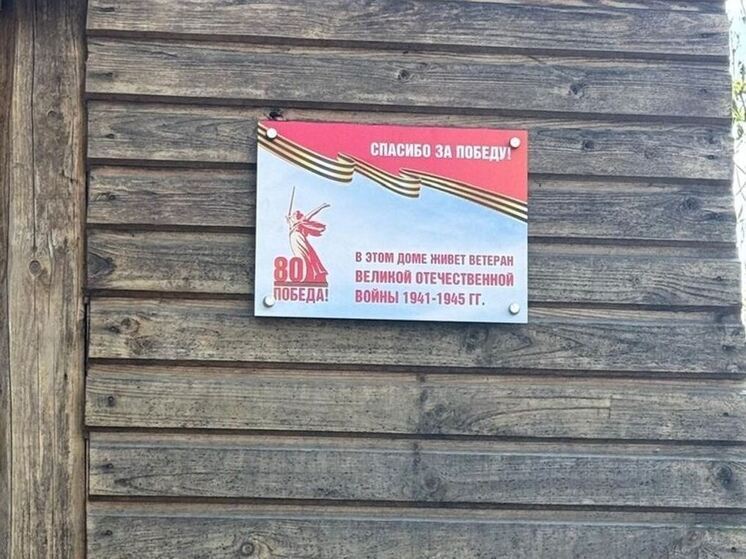 СПАСИБО ЗА ПОБЕДУ!
80
ПОБЕДА!
В ЭТОМ ДОМЕ ЖИВЕТ ВЕТЕРАН
ВЕЛИКОЙ ОТЕЧЕСТВЕННОЙ
ВОЙНЫ 1941-1945 ГГ.